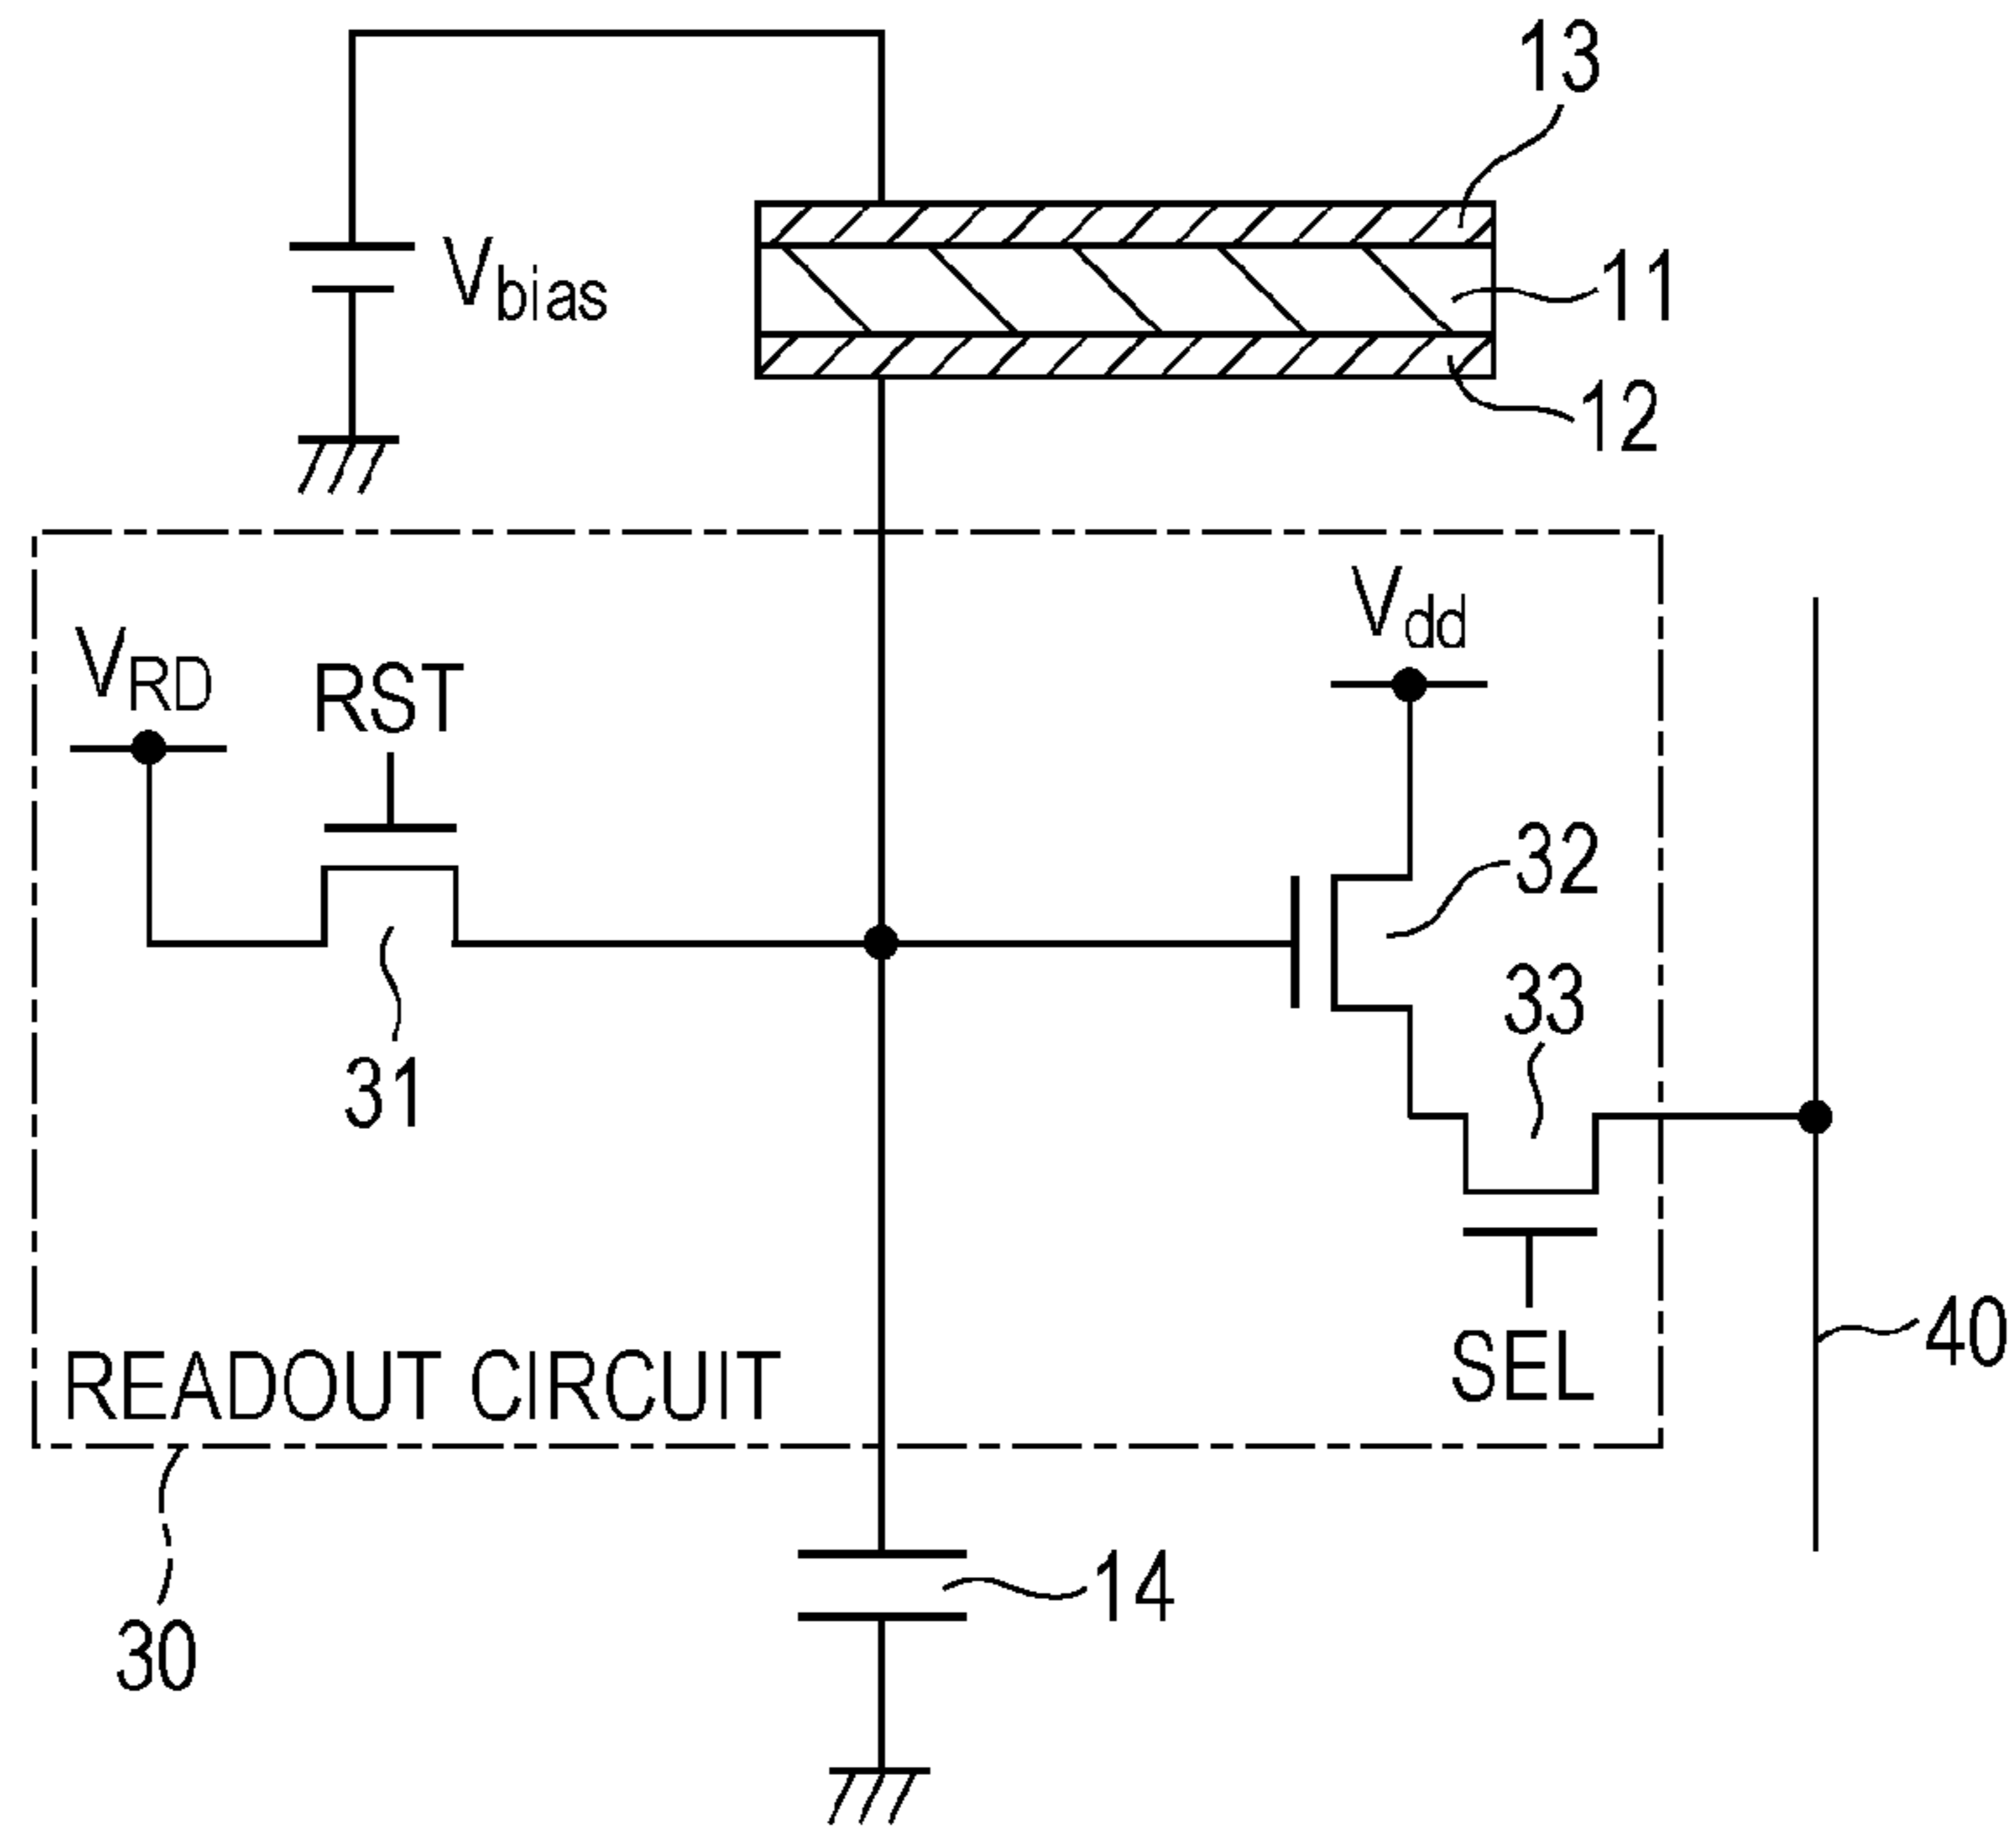 13
Vbias
11
12
Vdd
VRD
RST
32
33
31
SEL
40
READOUT CIRCUIT
14
30